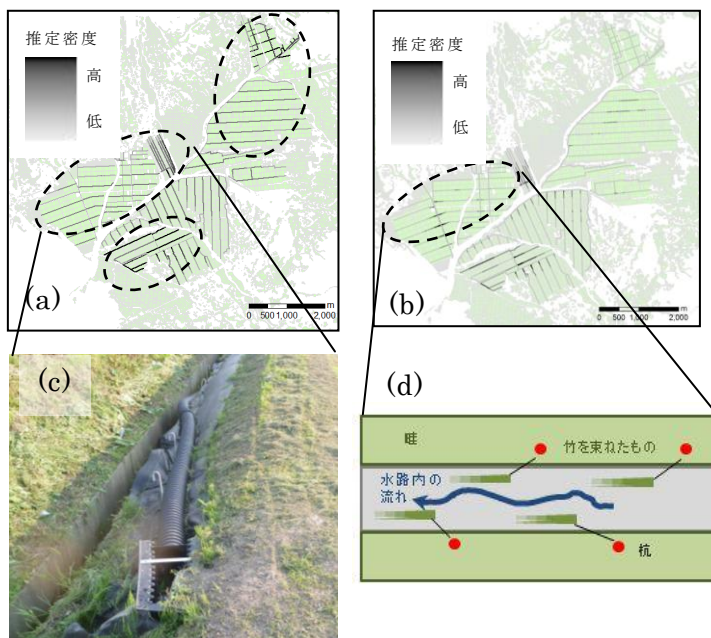 推定密度
高
低
(a)
m
0 500 1,000 2,000
推定密度
高
低
(b)
m
0 500 1,000 2,000
(c)
(d)
畦
竹を束ねたもの
水路内の
流れ
杭